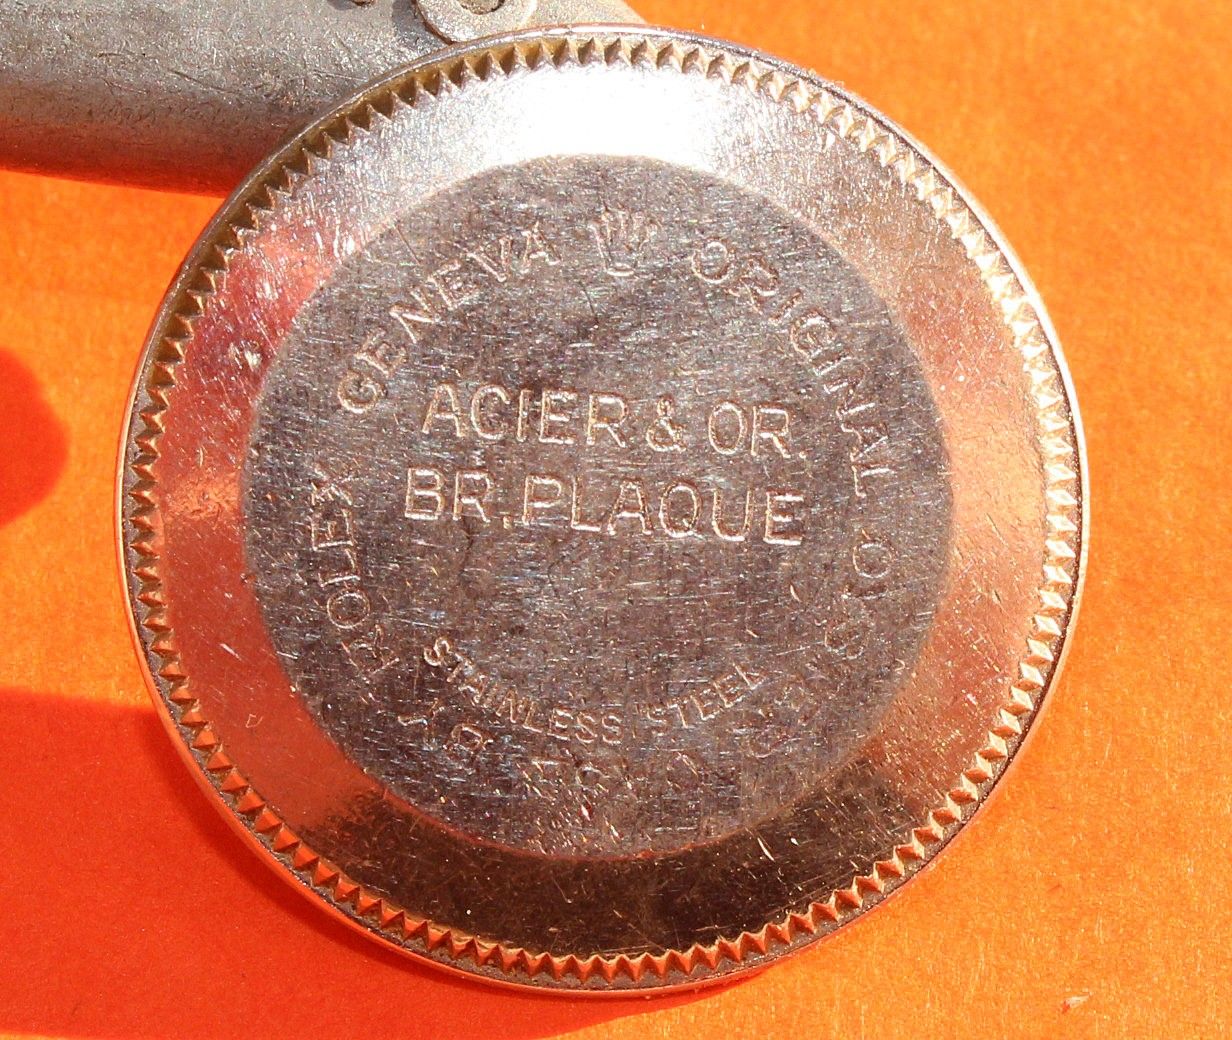 ROLEX GENEVA ORIGINAL
ACIER & OR.
BR. PLAQUE
STAINLESS STEEL